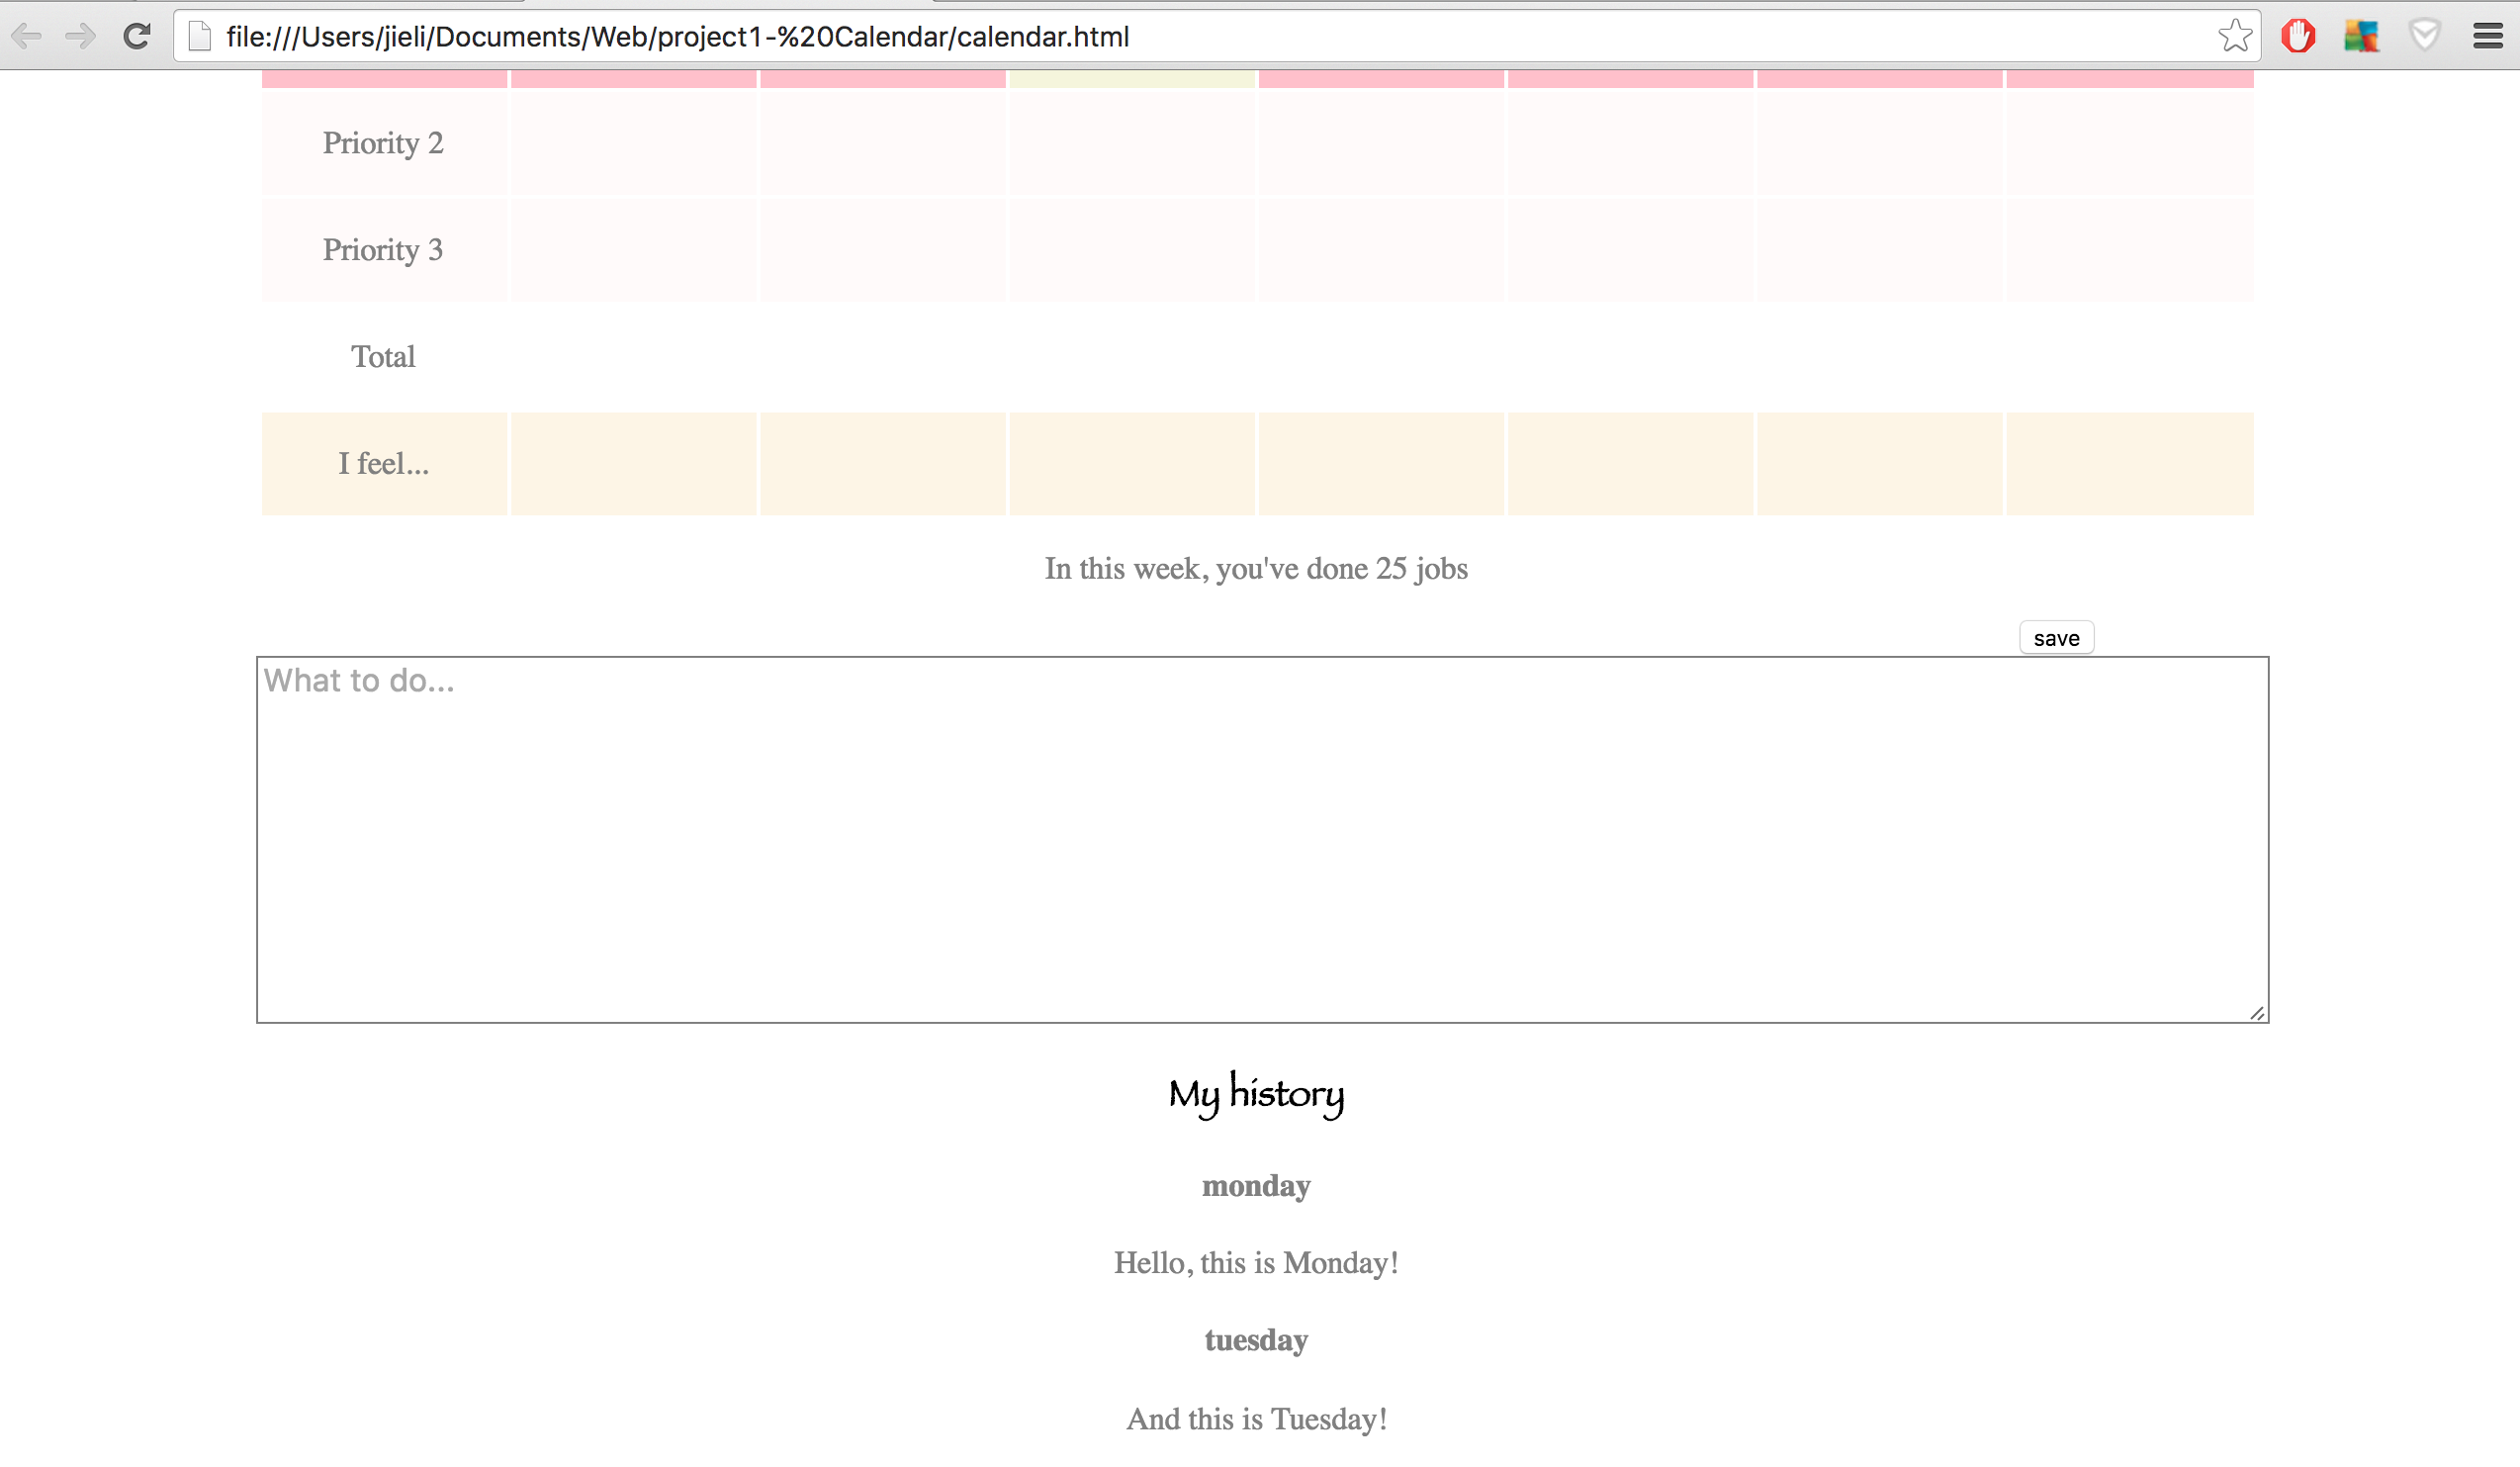 file:///Users/jieli/Documents/Web/project1-%20Calendar/calendar.html
Priority 2
Priority 3
Total
I feel...
In this week, you've done 25 jobs
save
What to do...
My history
monday
Hello, this is Monday!
tuesday
And this is Tuesday!